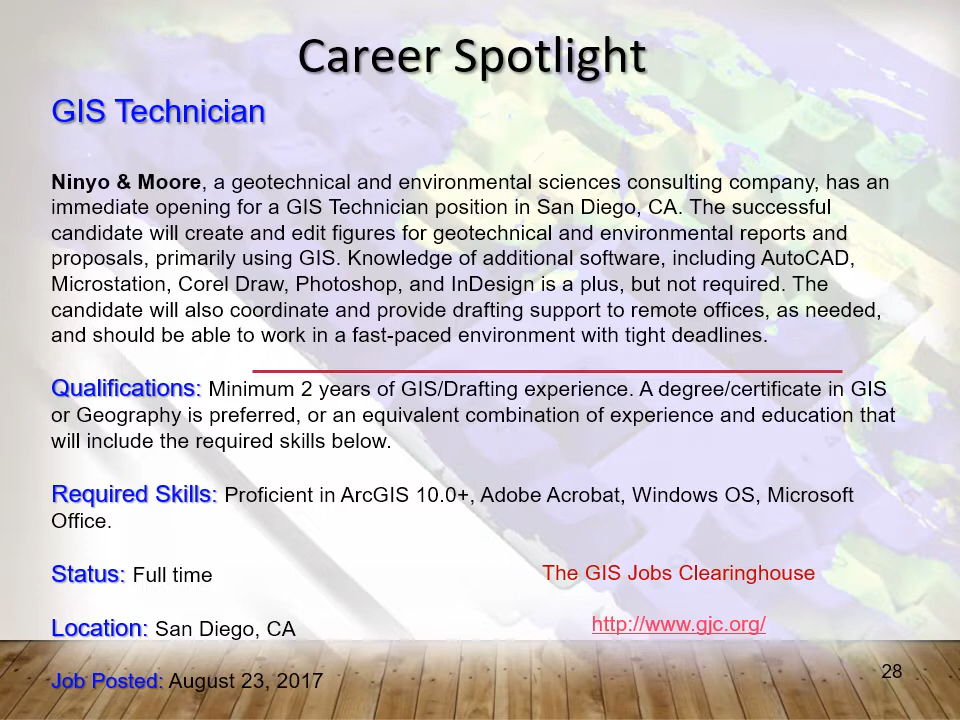 Career Spotlight
GIS Technician
Ninyo & Moore, a geotechnical and environmental sciences consulting company, has an
immediate opening for a GIS Technician position in San Diego, CA. The successful
candidate will create and edit figures for geotechnical and environmental reports and
proposals, primarily using GIS. Knowledge of additional software, including AutoCAD,
Microstation, Corel Draw, Photoshop, and InDesign is a plus, but not required. The
candidate will also coordinate and provide drafting support to remote offices, as needed,
and should be able to work in a fast-paced environment with tight deadlines.
Qualifications: Minimum 2 years of GIS/Drafting experience. A degree/certificate in GIS
or Geography is preferred, or an equivalent combination of experience and education that
will include the required skills below.
Required Skills: Proficient in ArcGIS 10.0+, Adobe Acrobat, Windows OS, Microsoft
Office.
Status: Full time
The GIS Jobs Clearinghouse
Location: San Diego, CA
http://www.gjc.org/
Job Posted: August 23, 2017
28